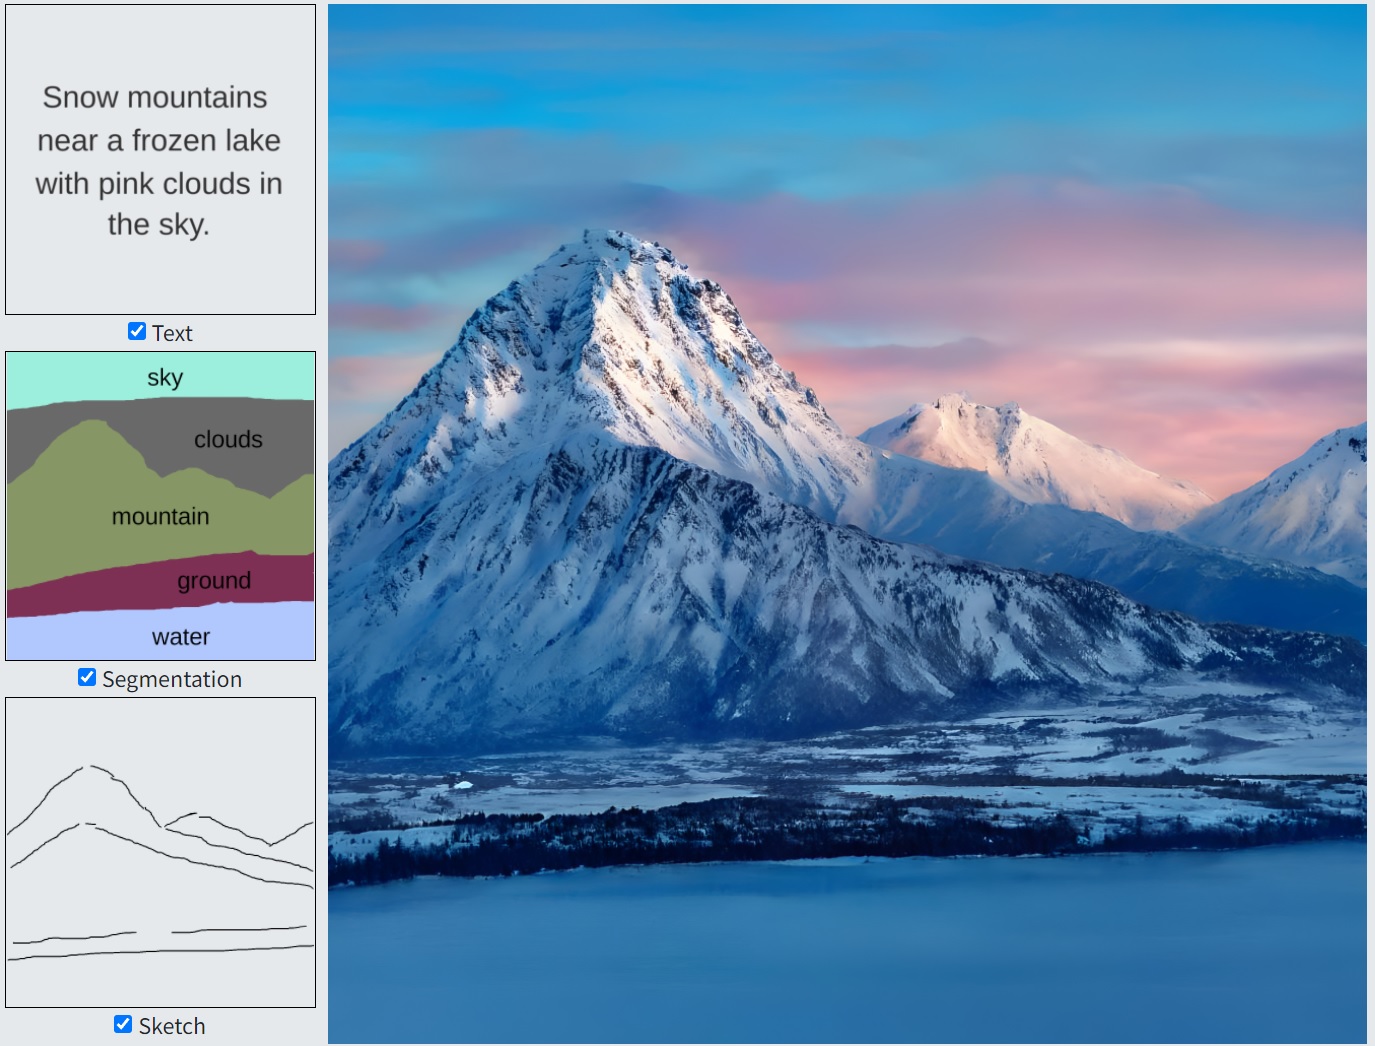 Snow mountains
near a frozen lake
with pink clouds in
the sky.
Text
sky
clouds
mountain
ground
water
Segmentation
Sketch